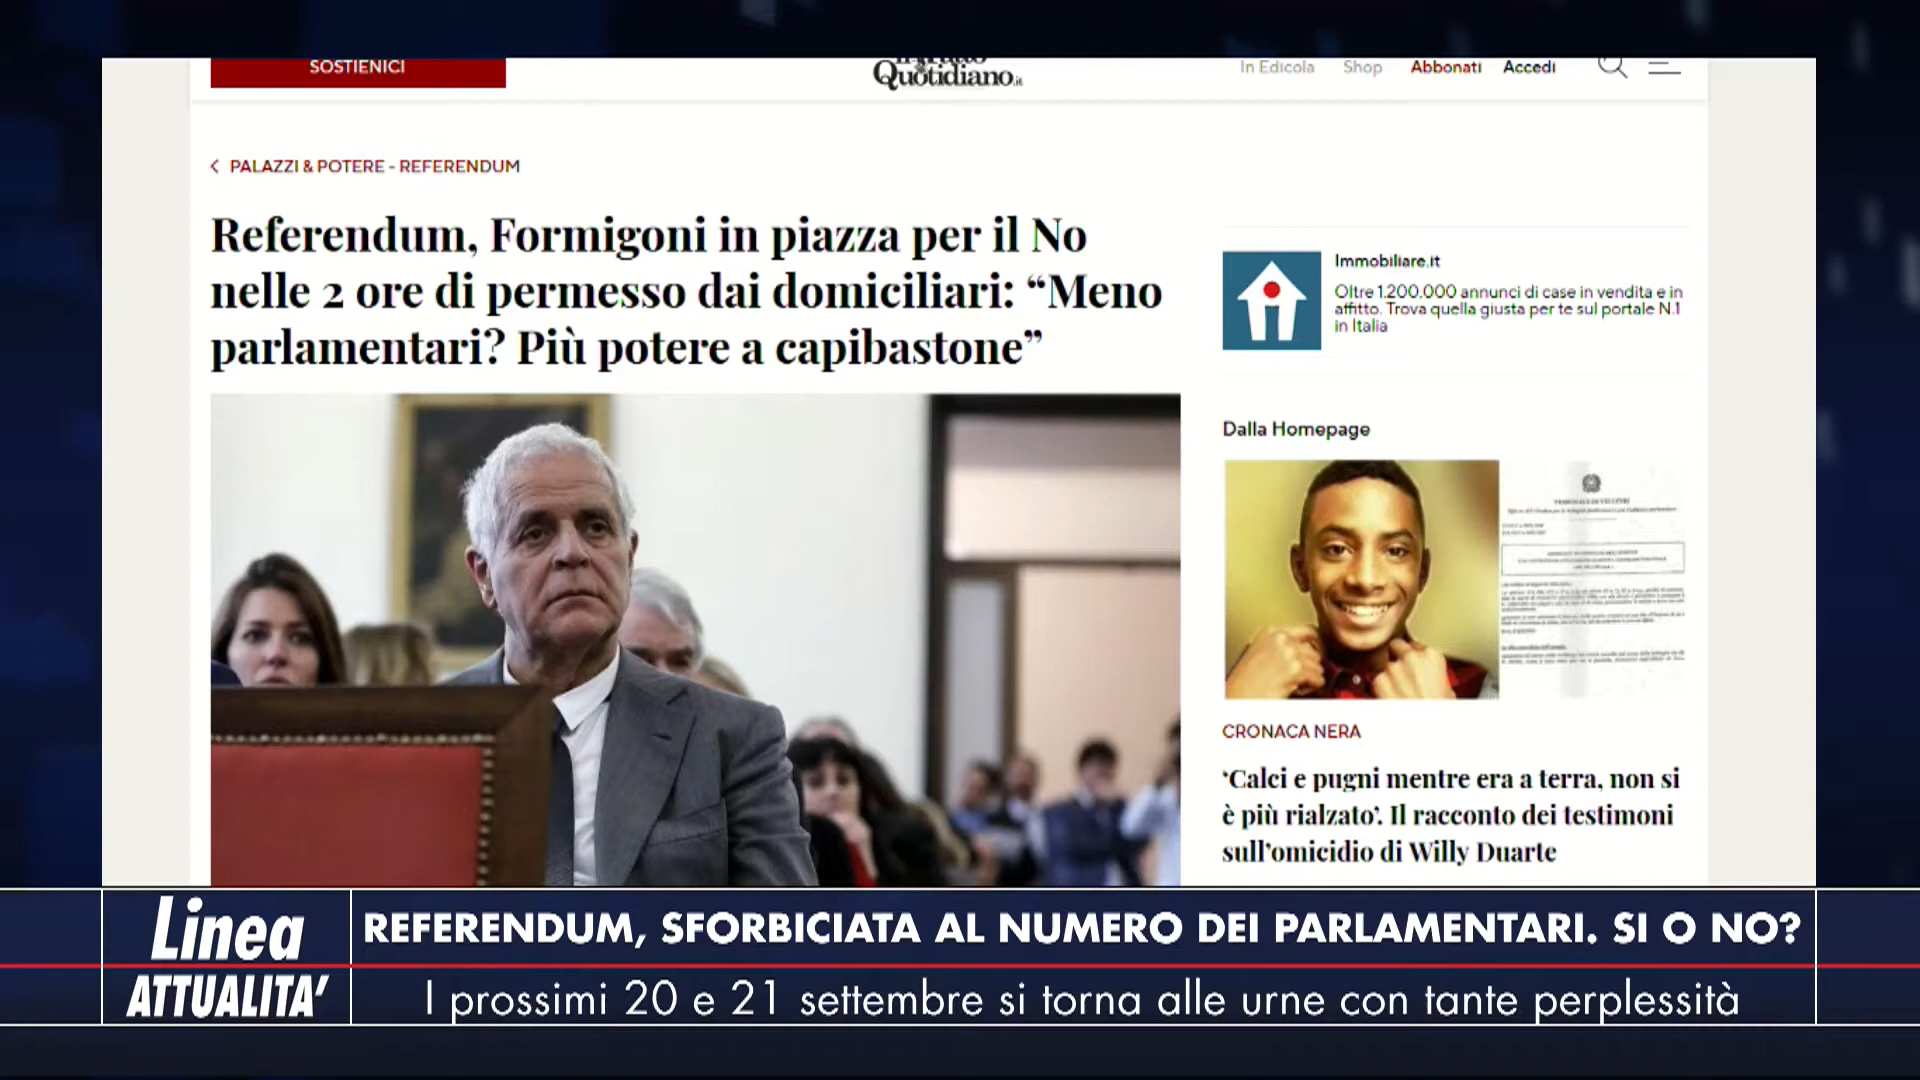 SOSTIENICI
Quotidiano.it
In Edicola Shop Abbonati Accedi
< PALAZZI & POTERE - REFERENDUM
Referendum, Formigoni in piazza per il No
nelle 2 ore di permesso dai domiciliari: “Meno
parlamentari? Più potere a capibastone”
Immobiliare.it
Oltre 1.200.000 annunci di case in vendita e in
affitto. Trova quella giusta per te sul portale N.1
in Italia
Dalla Homepage
CRONACA NERA
‘Calci e pugni mentre era a terra, non si
è più rialzato’. Il racconto dei testimoni
sull’omicidio di Willy Duarte
Linea
ATTUALITA’
REFERENDUM, SFORBICIATA AL NUMERO DEI PARLAMENTARI. SI O NO?
I prossimi 20 e 21 settembre si torna alle urne con tante perplessità